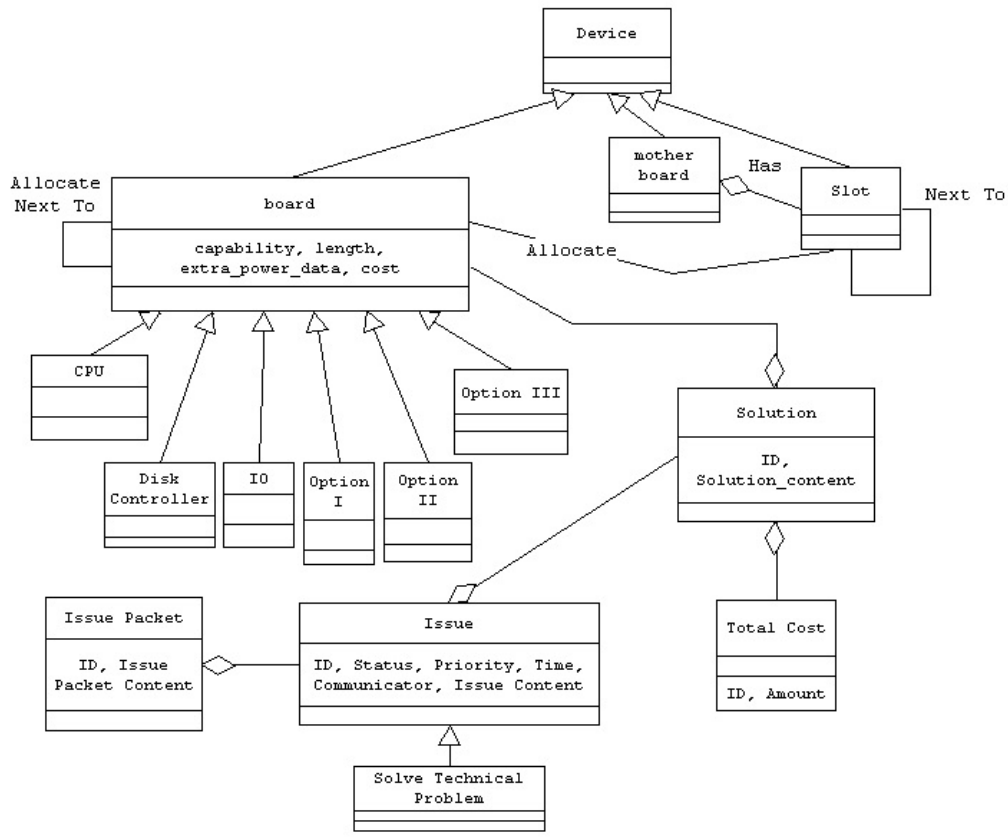 Device
mother
board
Has
Slot
Next To
Allocate
Next To
board
capability, length,
extra_power_data, cost
Allocate
CPU
Option III
Disk
Controller
IO
Option
I
Option
II
Solution
ID,
Solution_content
Issue Packet
ID, Issue
Packet Content
Issue
ID, Status, Priority, Time,
Communicator, Issue Content
Total Cost
ID, Amount
Solve Technical
Problem